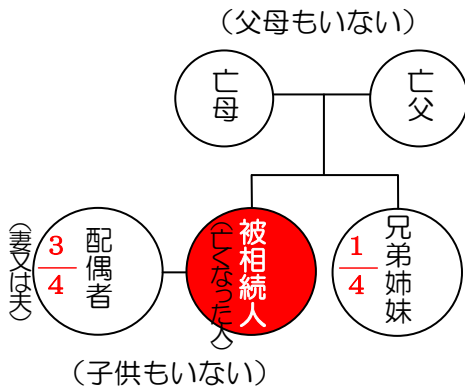 （父母もいない）
亡母
亡父
（妻又は夫）
配偶者
3/4
被相続人
（亡くなった人）
兄弟姉妹
1/4
（子供もいない）